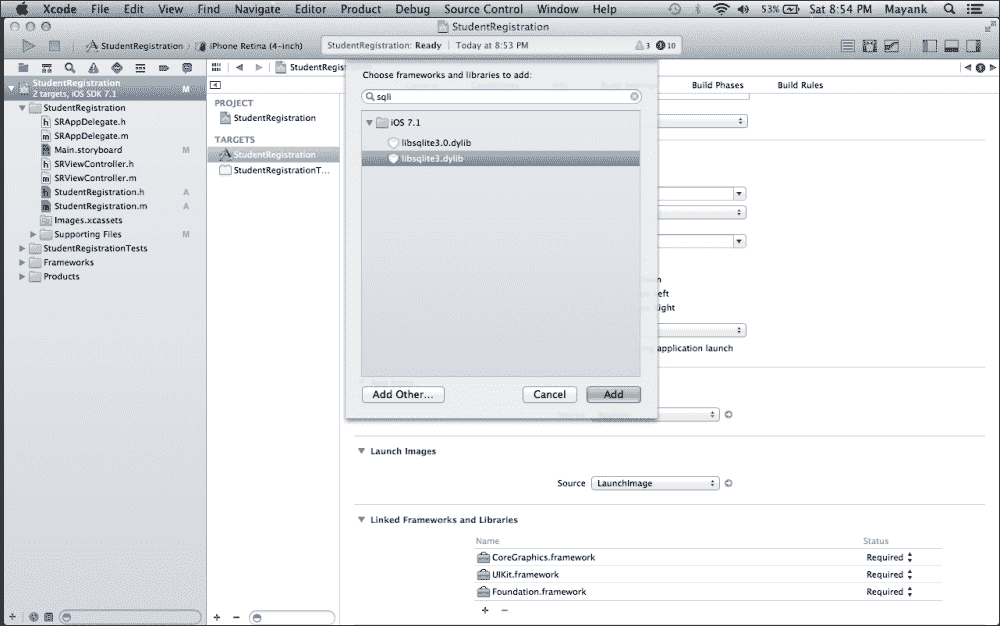 Xcode File Edit View Find Navigate Editor Product Debug Source Control Window Help 53% Sat 8:54 PM Mayank
StudentRegistration
StudentRegistration iPhone Retina (4-inch) StudentRegistration: Ready Today at 8:53 PM 3 10
StudentRegis
StudentRegistration
2 targets, iOS SDK 7.1 M
StudentRegistration
SRAppDelegate.h
SRAppDelegate.m
Main.storyboard M
SRViewController.h
SRViewController.m
StudentRegistration.h A
StudentRegistration.m A
Images.xcassets
Supporting Files M
StudentRegistrationTests
Frameworks
Products
PROJECT
StudentRegistration
TARGETS
StudentRegistration
StudentRegistrationT...
Choose frameworks and libraries to add:
sqli
iOS 7.1
libsqlite3.0.dylib
libsqlite3.dylib
Add Other...
Cancel
Add
Build Phases Build Rules
eft
ight
application launch
Launch Images
Source LaunchImage
Linked Frameworks and Libraries
Name Status
CoreGraphics.framework Required
UIKit.framework Required
Foundation.framework Required